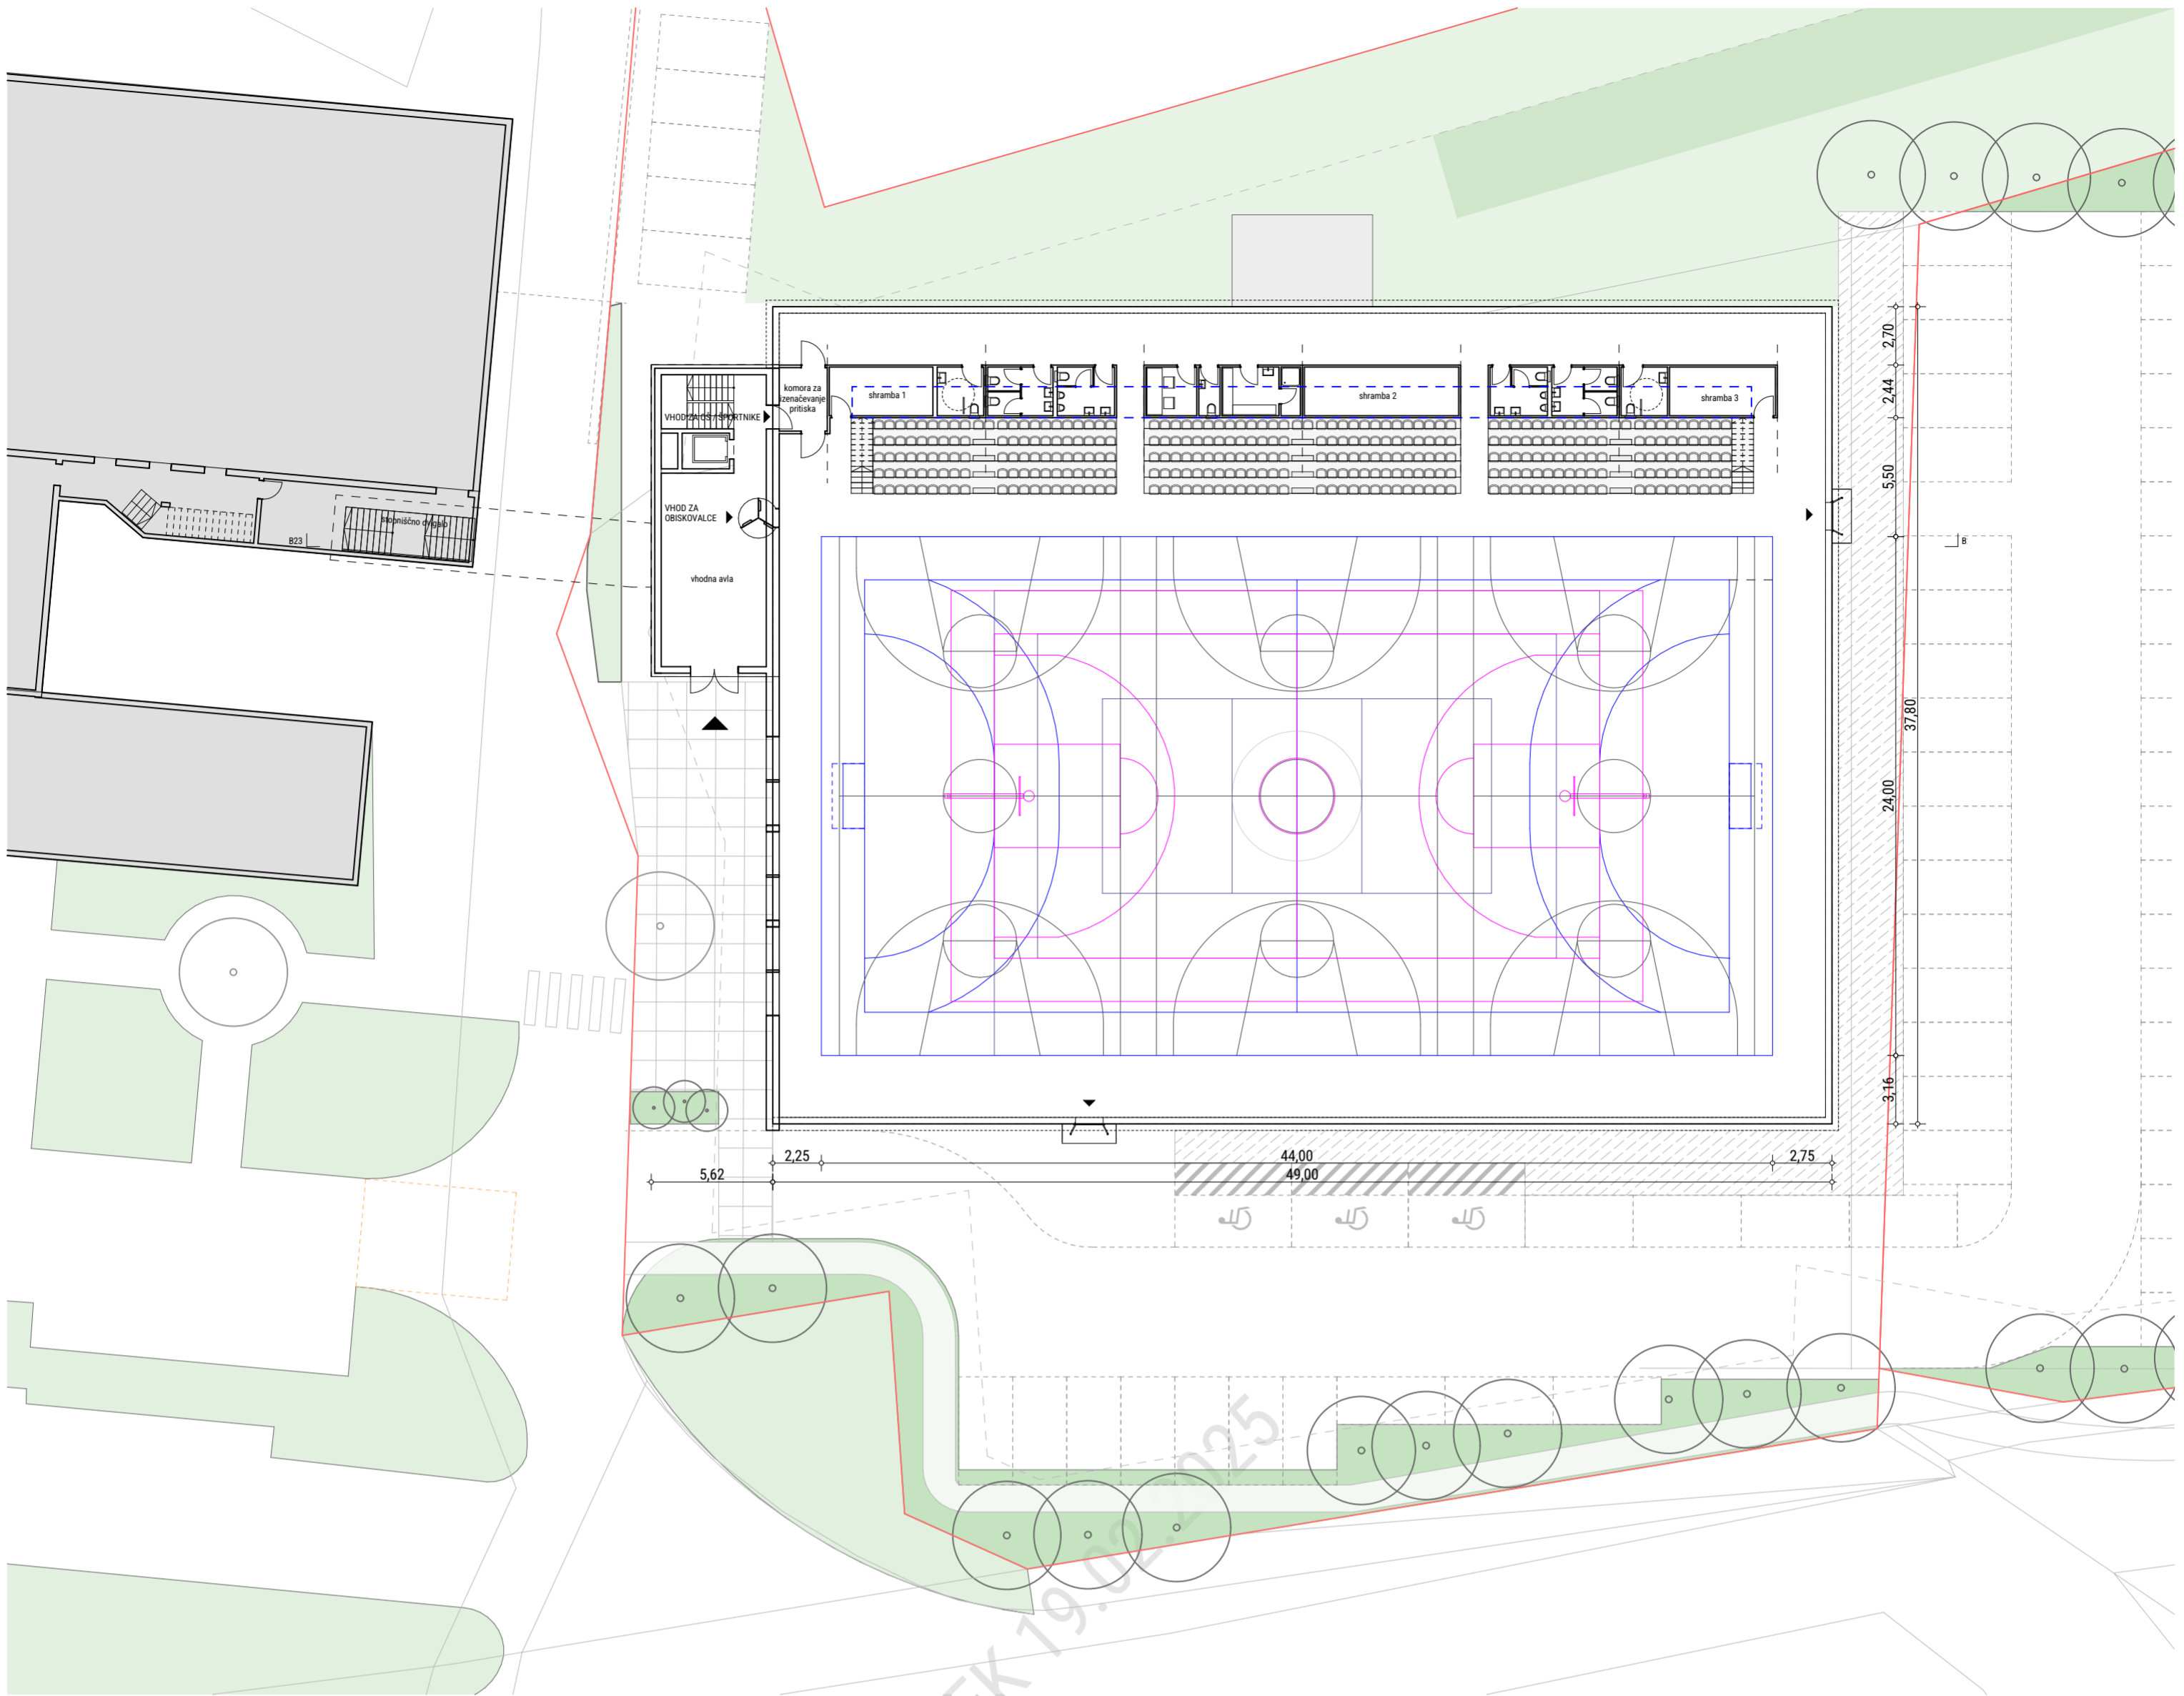 komora za
izenačevanje
pritiska
shramba 1
shramba 2
shramba 3
VHOD ZA OŠ / ŠPORTNIKE
VHOD ZA
OBISKOVALCE
vhodna avla
stopniščno dvigalo
B23
B
2,70
2,44
5,50
37,80
24,00
3,16
2,25
44,00
2,75
5,62
49,00
EK 19.02.2025